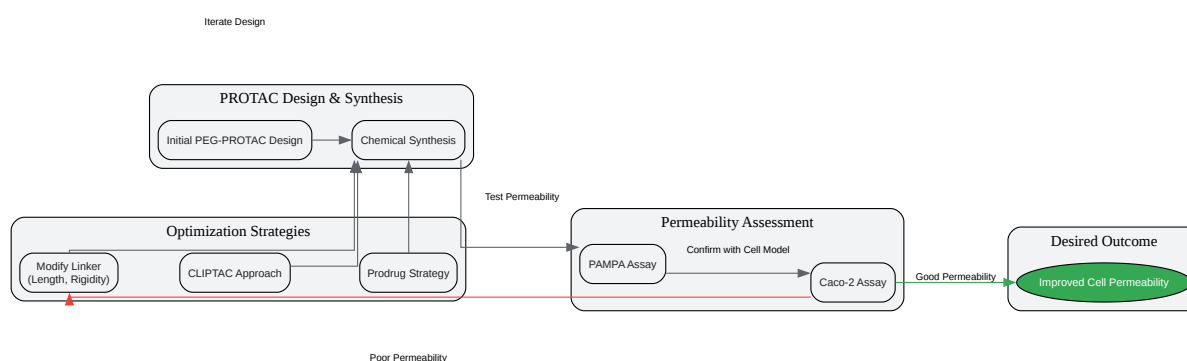 Iterate Design
PROTAC Design & Synthesis
Initial PEG-PROTAC Design
Chemical Synthesis
Test Permeability
Optimization Strategies
Modify Linker
(Length, Rigidity)
CLIPTAC Approach
Prodrug Strategy
Permeability Assessment
Confirm with Cell Model
PAMPA Assay
Caco-2 Assay
Good Permeability
Desired Outcome
Improved Cell Permeability
Poor Permeability